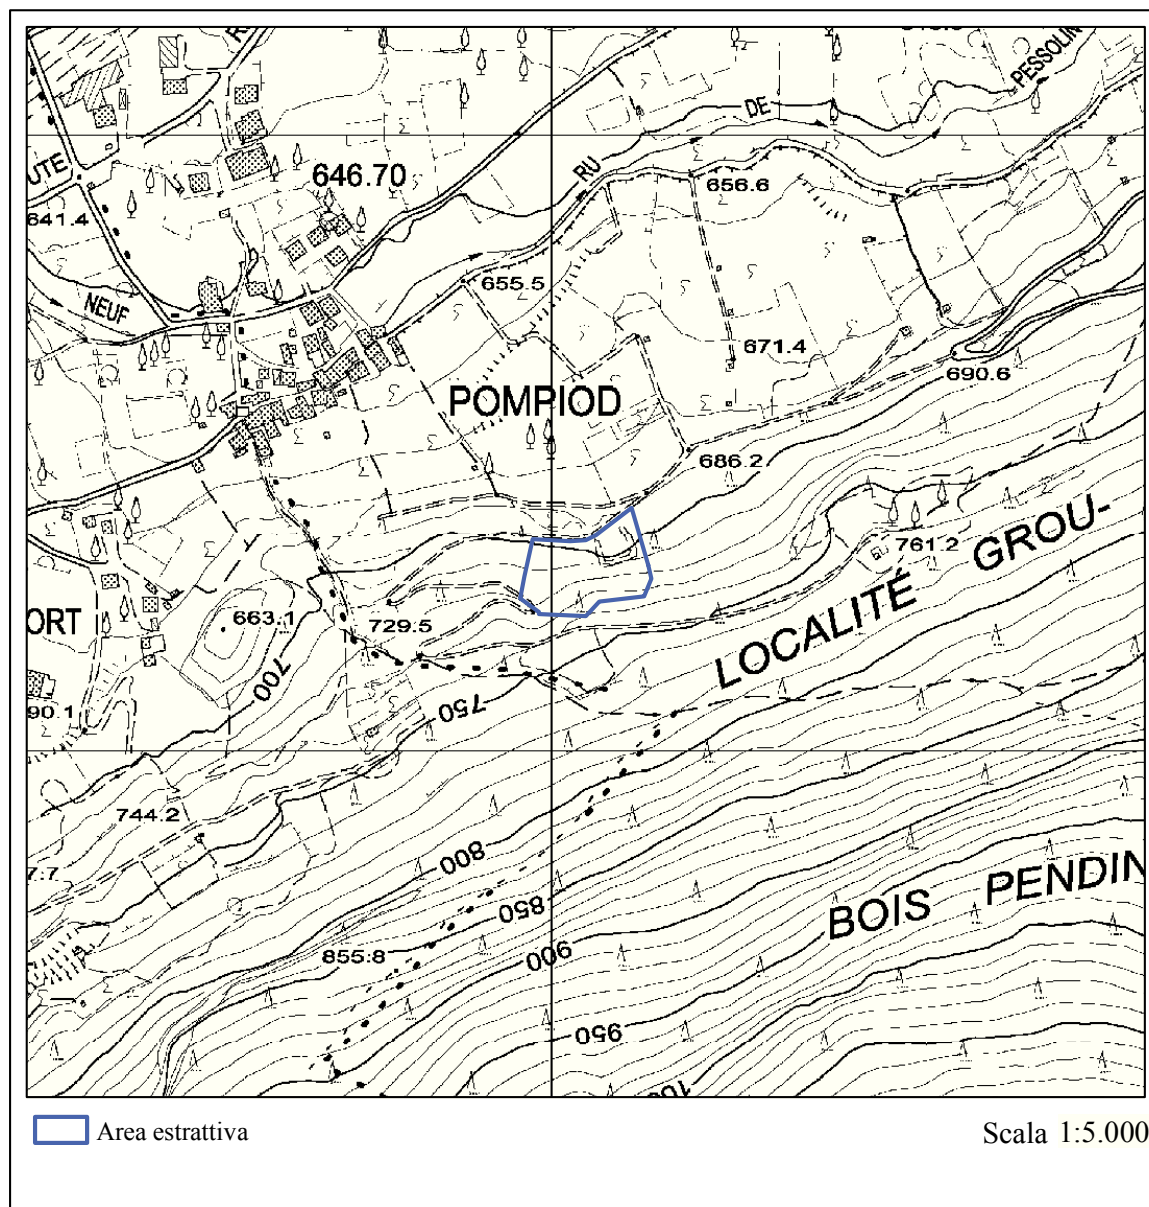 PESSOLIN
DE
RU
UTE
646.70
656.6
641.4
NEUF
655.5
671.4
690.6
POMPIOD
686.2
761.2
LOCALITÉ GROU-
ORT
663.1
729.5
700
750
90.1
744.2
7.7
800
850
BOIS PENDIN
855.8
900
950
Area estrattiva
Scala 1:5.000